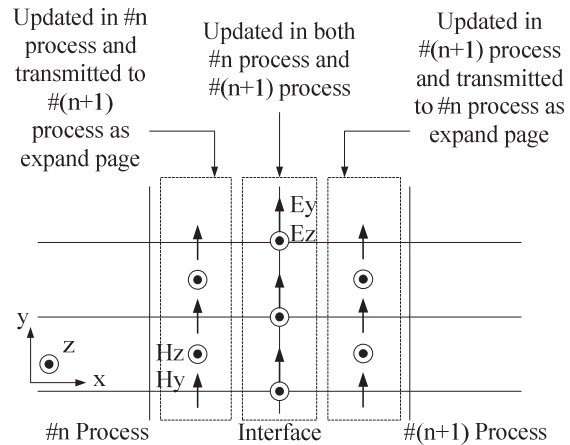 Updated in #n
process and
transmitted to
#(n+1)
process as
expand page
Updated in both
#n process and
#(n+1) process
Updated in
#(n+1) process
and transmitted
to #n process as
expand page
Ey
Ez
Hz
Hy
y
z
x
#n Process
Interface
#(n+1) Process